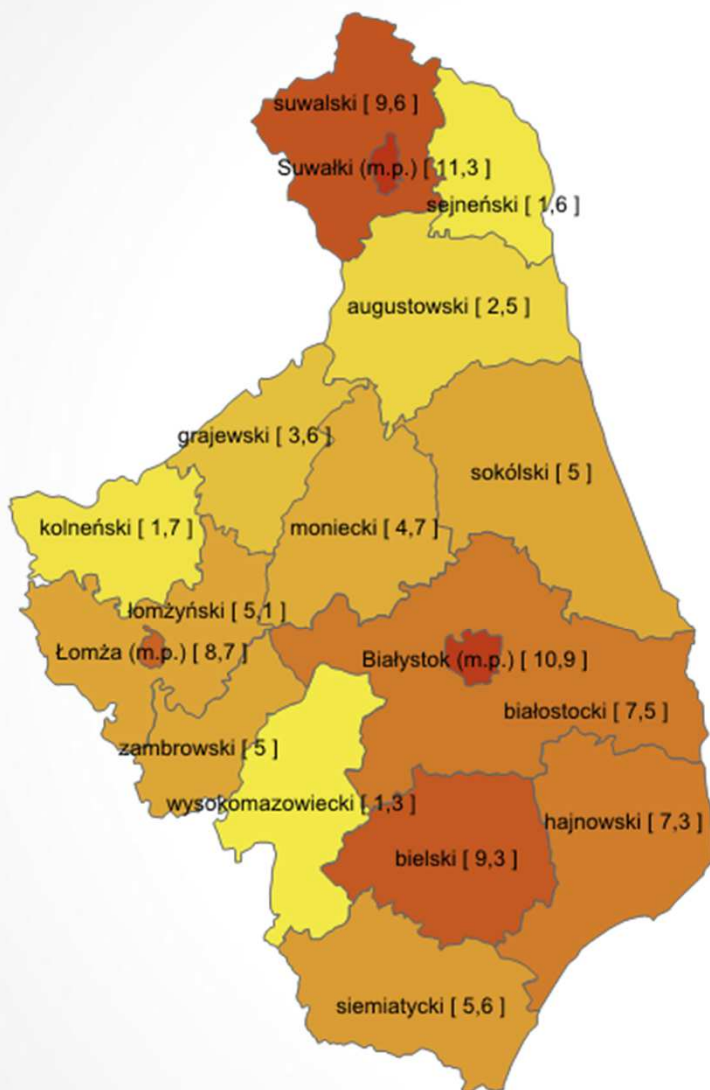 suwalski [ 9,6 ]
Suwałki (m.p.) [ 11,3 ]
sejneński [ 1,6 ]
augustowski [ 2,5 ]
grajewski [ 3,6 ]
sokólski [ 5 ]
kolneński [ 1,7 ]
moniecki [ 4,7 ]
łomżyński [ 5,1 ]
Łomża (m.p.) [ 8,7 ]
Białystok (m.p.) [ 10,9 ]
białostocki [ 7,5 ]
zambrowski [ 5 ]
wysokomazowiecki [ 1,3 ]
hajnowski [ 7,3 ]
bielski [ 9,3 ]
siemiatycki [ 5,6 ]